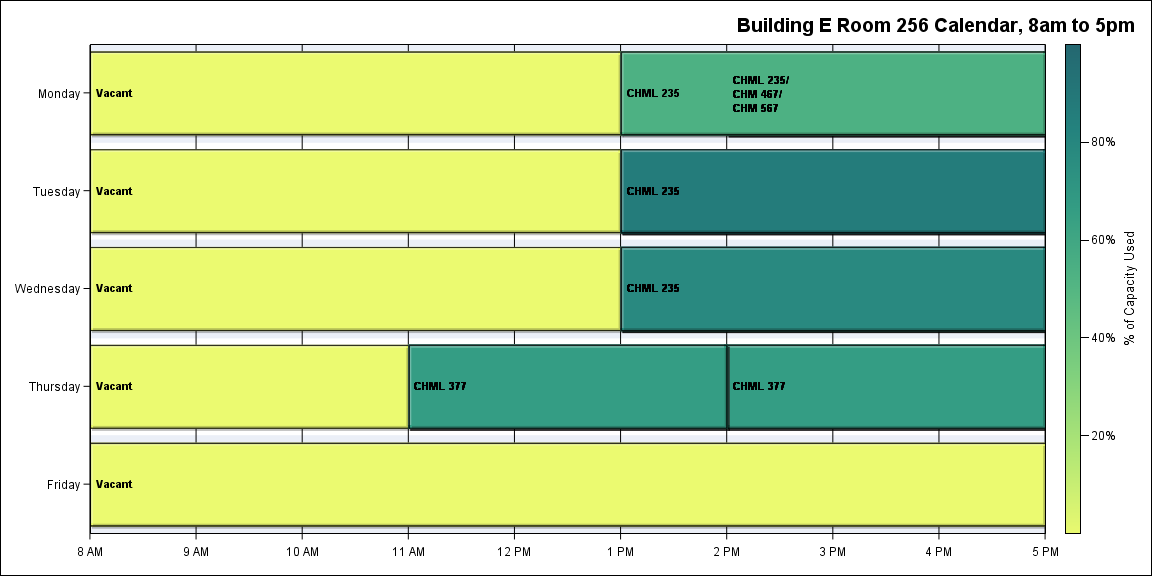 Building E Room 256 Calendar, 8am to 5pm
Monday
Vacant
CHML 235
CHML 235/
CHM 467/
CHM 567
Tuesday
Vacant
CHML 235
Wednesday
Vacant
CHML 235
Thursday
Vacant
CHML 377
CHML 377
Friday
Vacant
8 AM
9 AM
10 AM
11 AM
12 PM
1 PM
2 PM
3 PM
4 PM
5 PM
80%
60%
40%
20%
% of Capacity Used